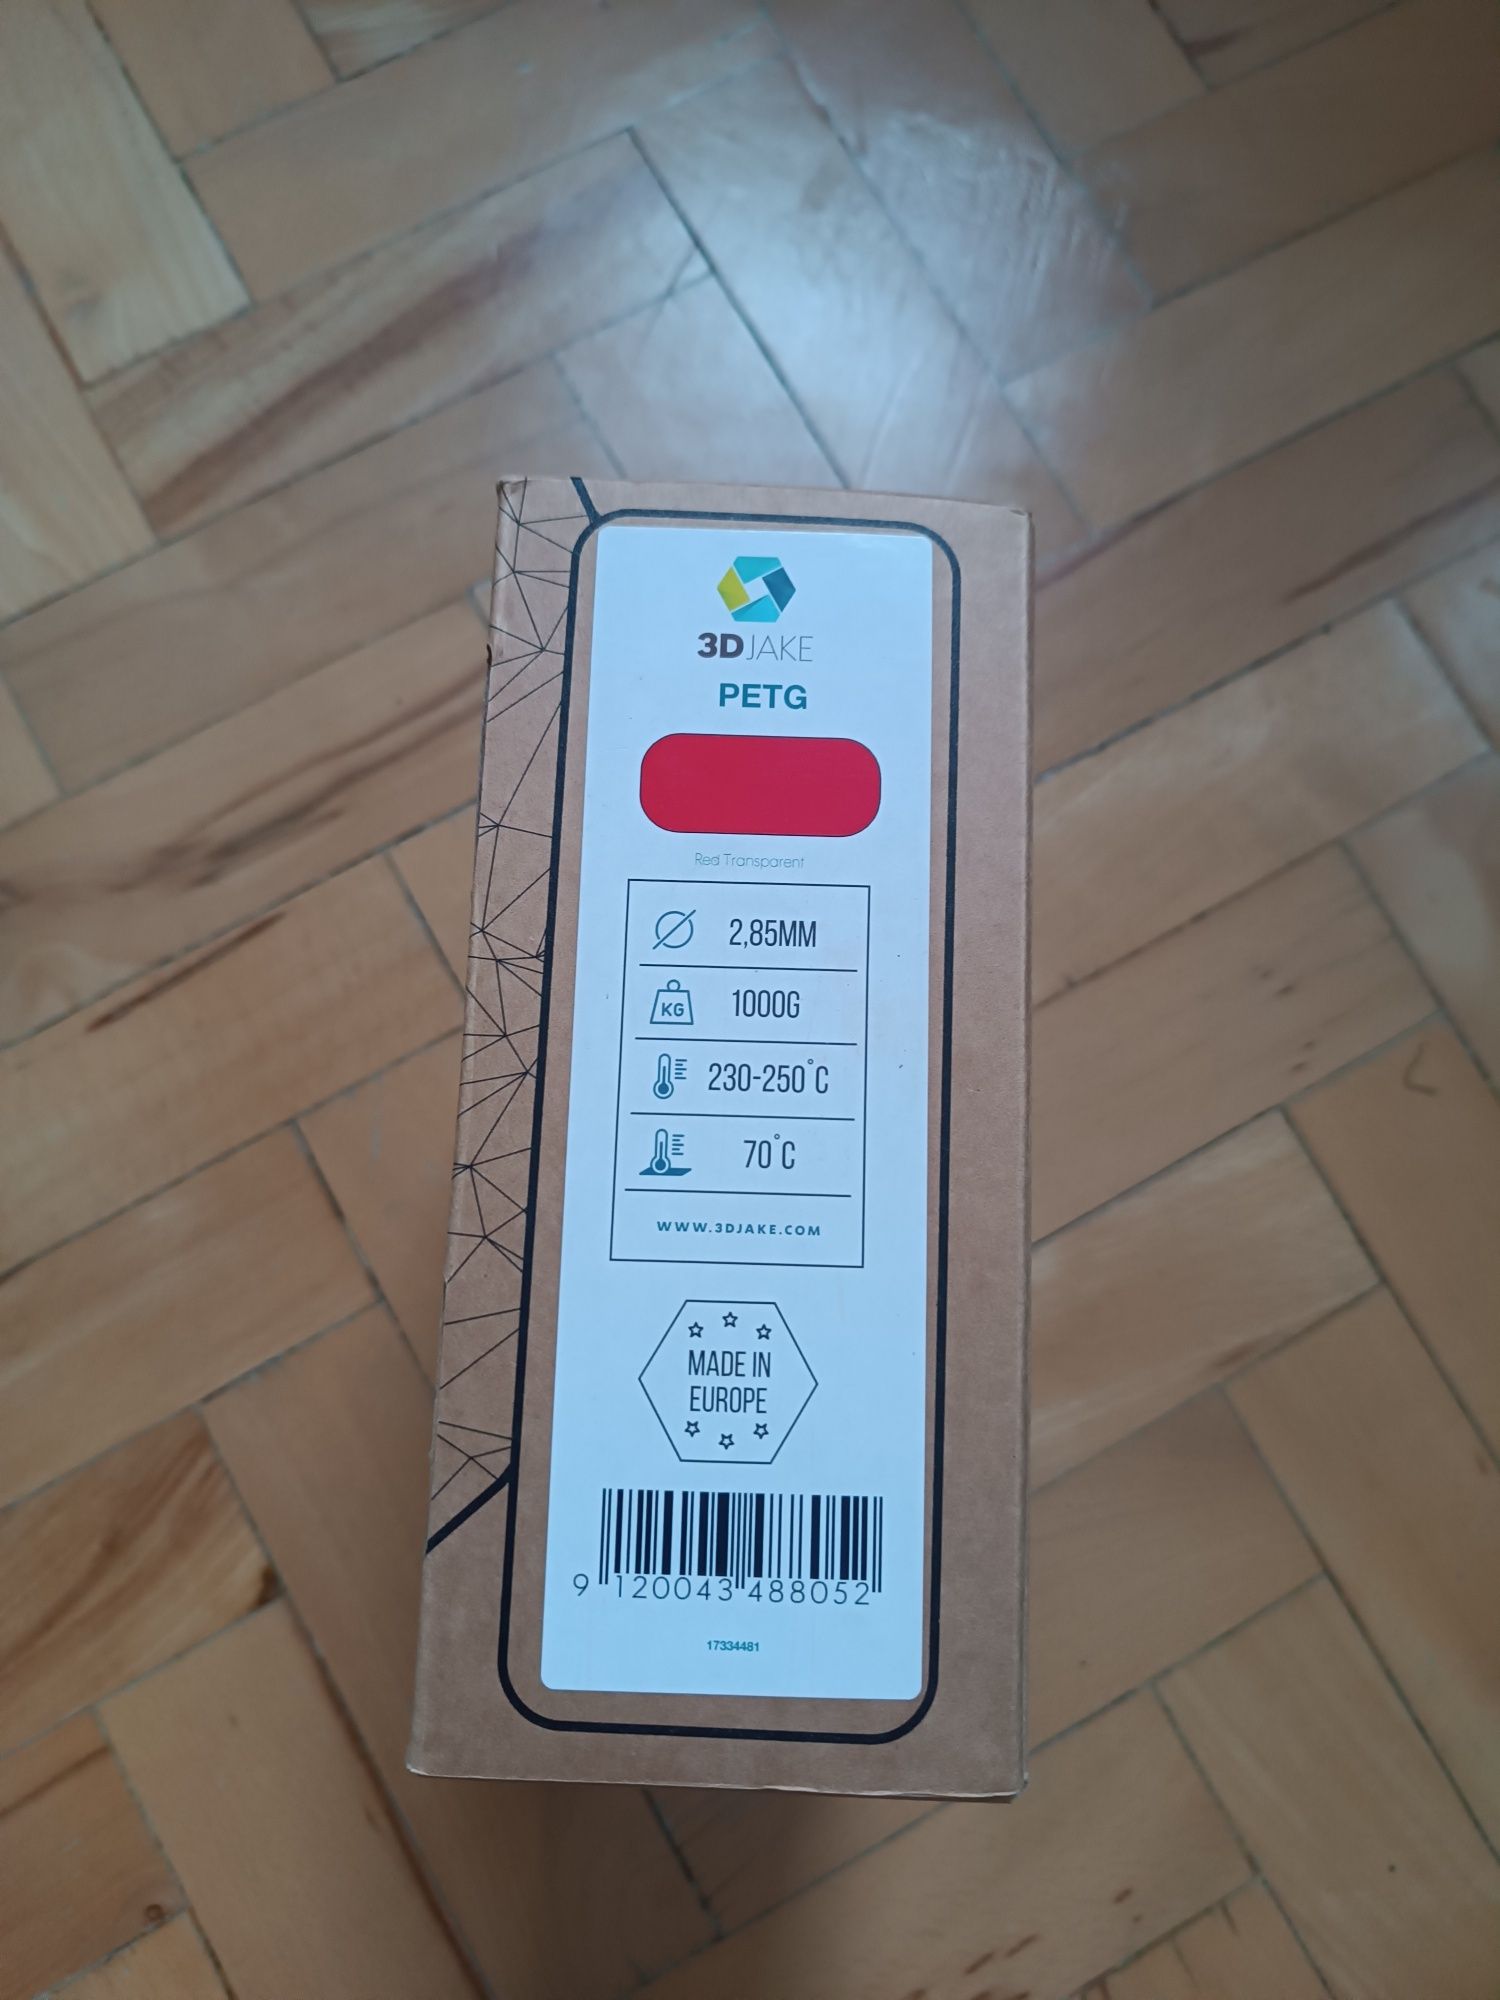 3DJAKE
PETG
Red Transparent
2,85MM
KG 1000G
230-250°C
70°C
WWW.3DJAKE.COM
MADE IN
EUROPE
9 120043 488052
17334481